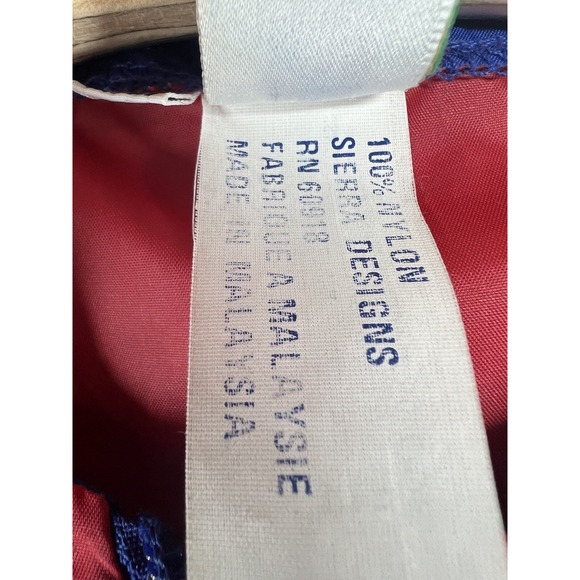 100% NYLON
SIERRA DESIGNS
RN 60918
FABRIQUE A MALAYSIE
MADE IN MALAYSIA